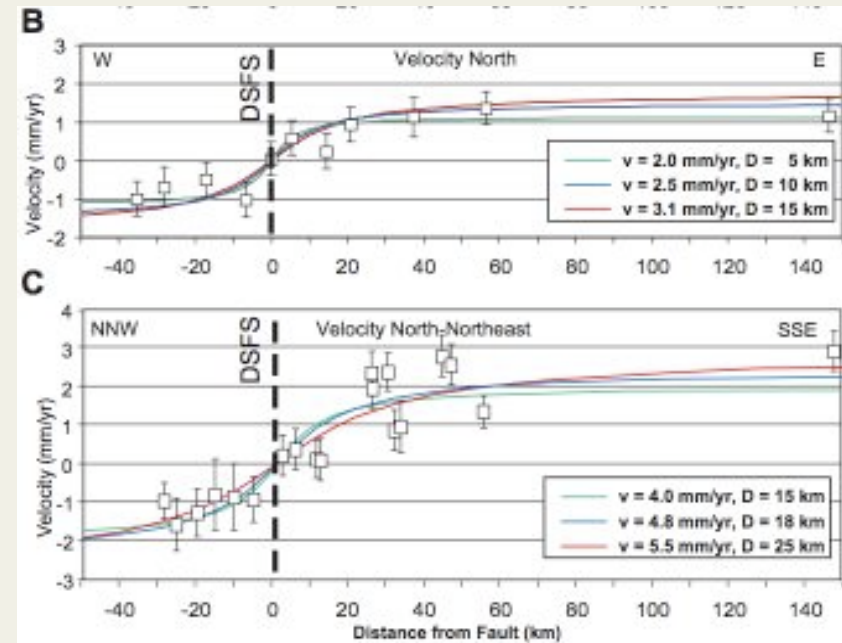 B
3
2
1
0
-1
-2
Velocity (mm/yr)
W
DSFS
Velocity North
E
v = 2.0 mm/yr, D = 5 km
v = 2.5 mm/yr, D = 10 km
v = 3.1 mm/yr, D = 15 km
-40 -20 0 20 40 60 80 100 120 140
C
4
3
2
1
0
-1
-2
-3
Velocity (mm/yr)
NNW
DSFS
Velocity North-Northeast
SSE
v = 4.0 mm/yr, D = 15 km
v = 4.8 mm/yr, D = 18 km
v = 5.5 mm/yr, D = 25 km
-40 -20 0 20 40 60 80 100 120 140
Distance from Fault (km)